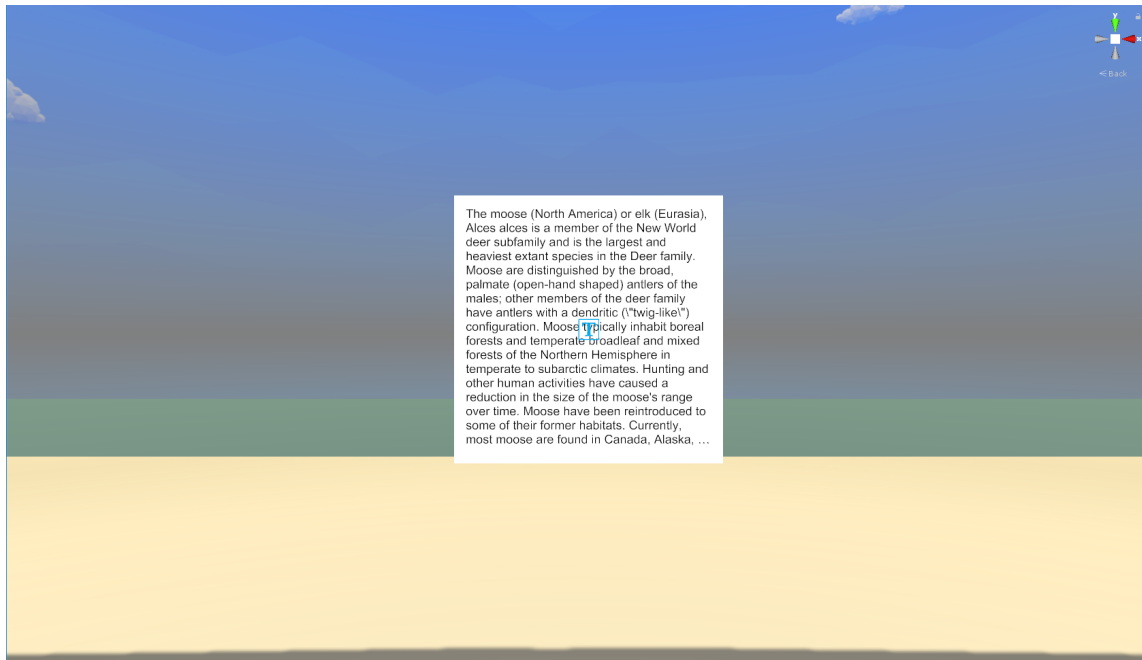 y
x
< Back
The moose (North America) or elk (Eurasia),
Alces alces is a member of the New World
deer subfamily and is the largest and
heaviest extant species in the Deer family.
Moose are distinguished by the broad,
palmate (open-hand shaped) antlers of the
males; other members of the deer family
have antlers with a dendritic (\"twig-like\")
configuration. Moose typically inhabit boreal
forests and temperate broadleaf and mixed
forests of the Northern Hemisphere in
temperate to subarctic climates. Hunting and
other human activities have caused a
reduction in the size of the moose's range
over time. Moose have been reintroduced to
some of their former habitats. Currently,
most moose are found in Canada, Alaska, …